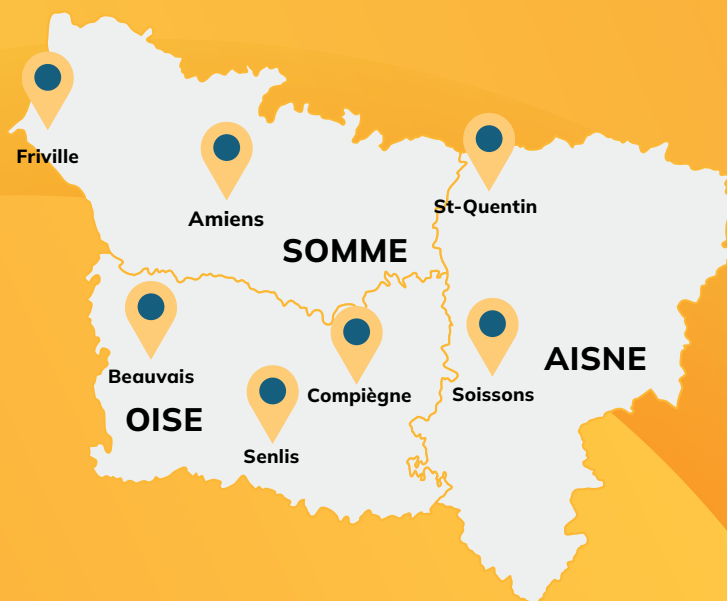 Friville
Amiens
St-Quentin
SOMME
Beauvais
Compiègne
Soissons
AISNE
OISE
Senlis